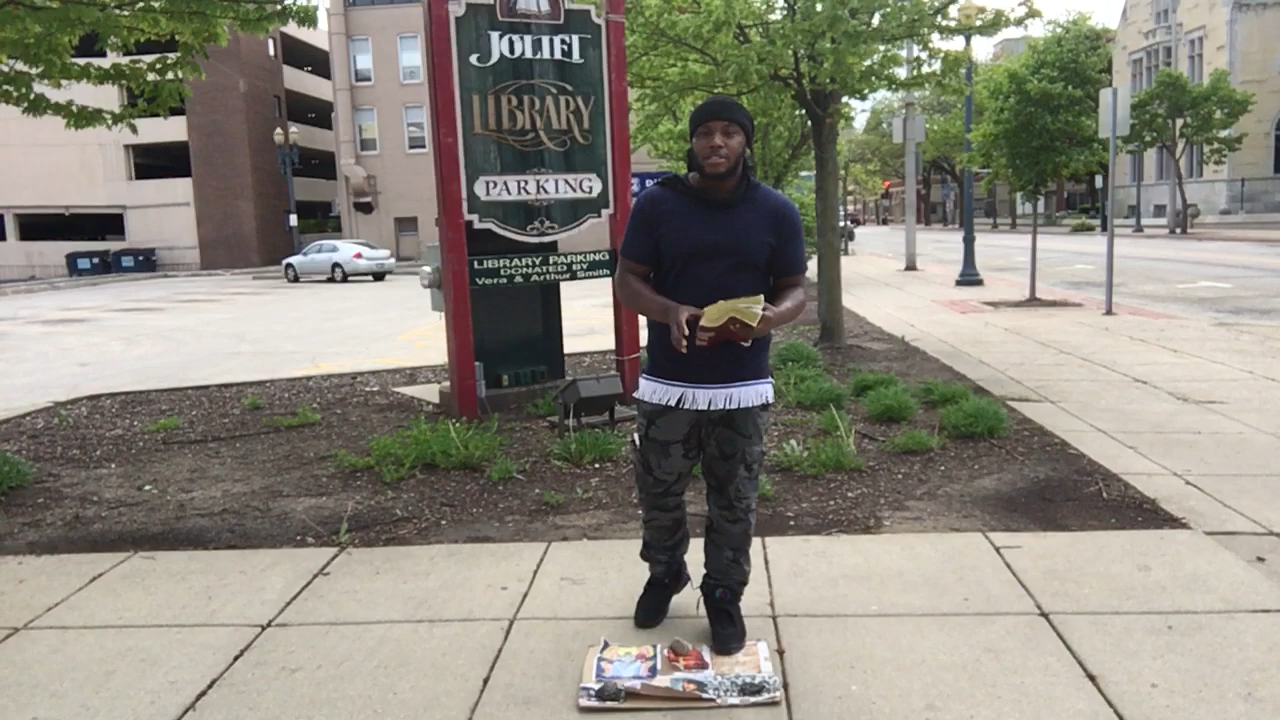 JOLIET
LIBRARY
PARKING
LIBRARY PARKING
DONATED BY
Vera & Arthur Smith